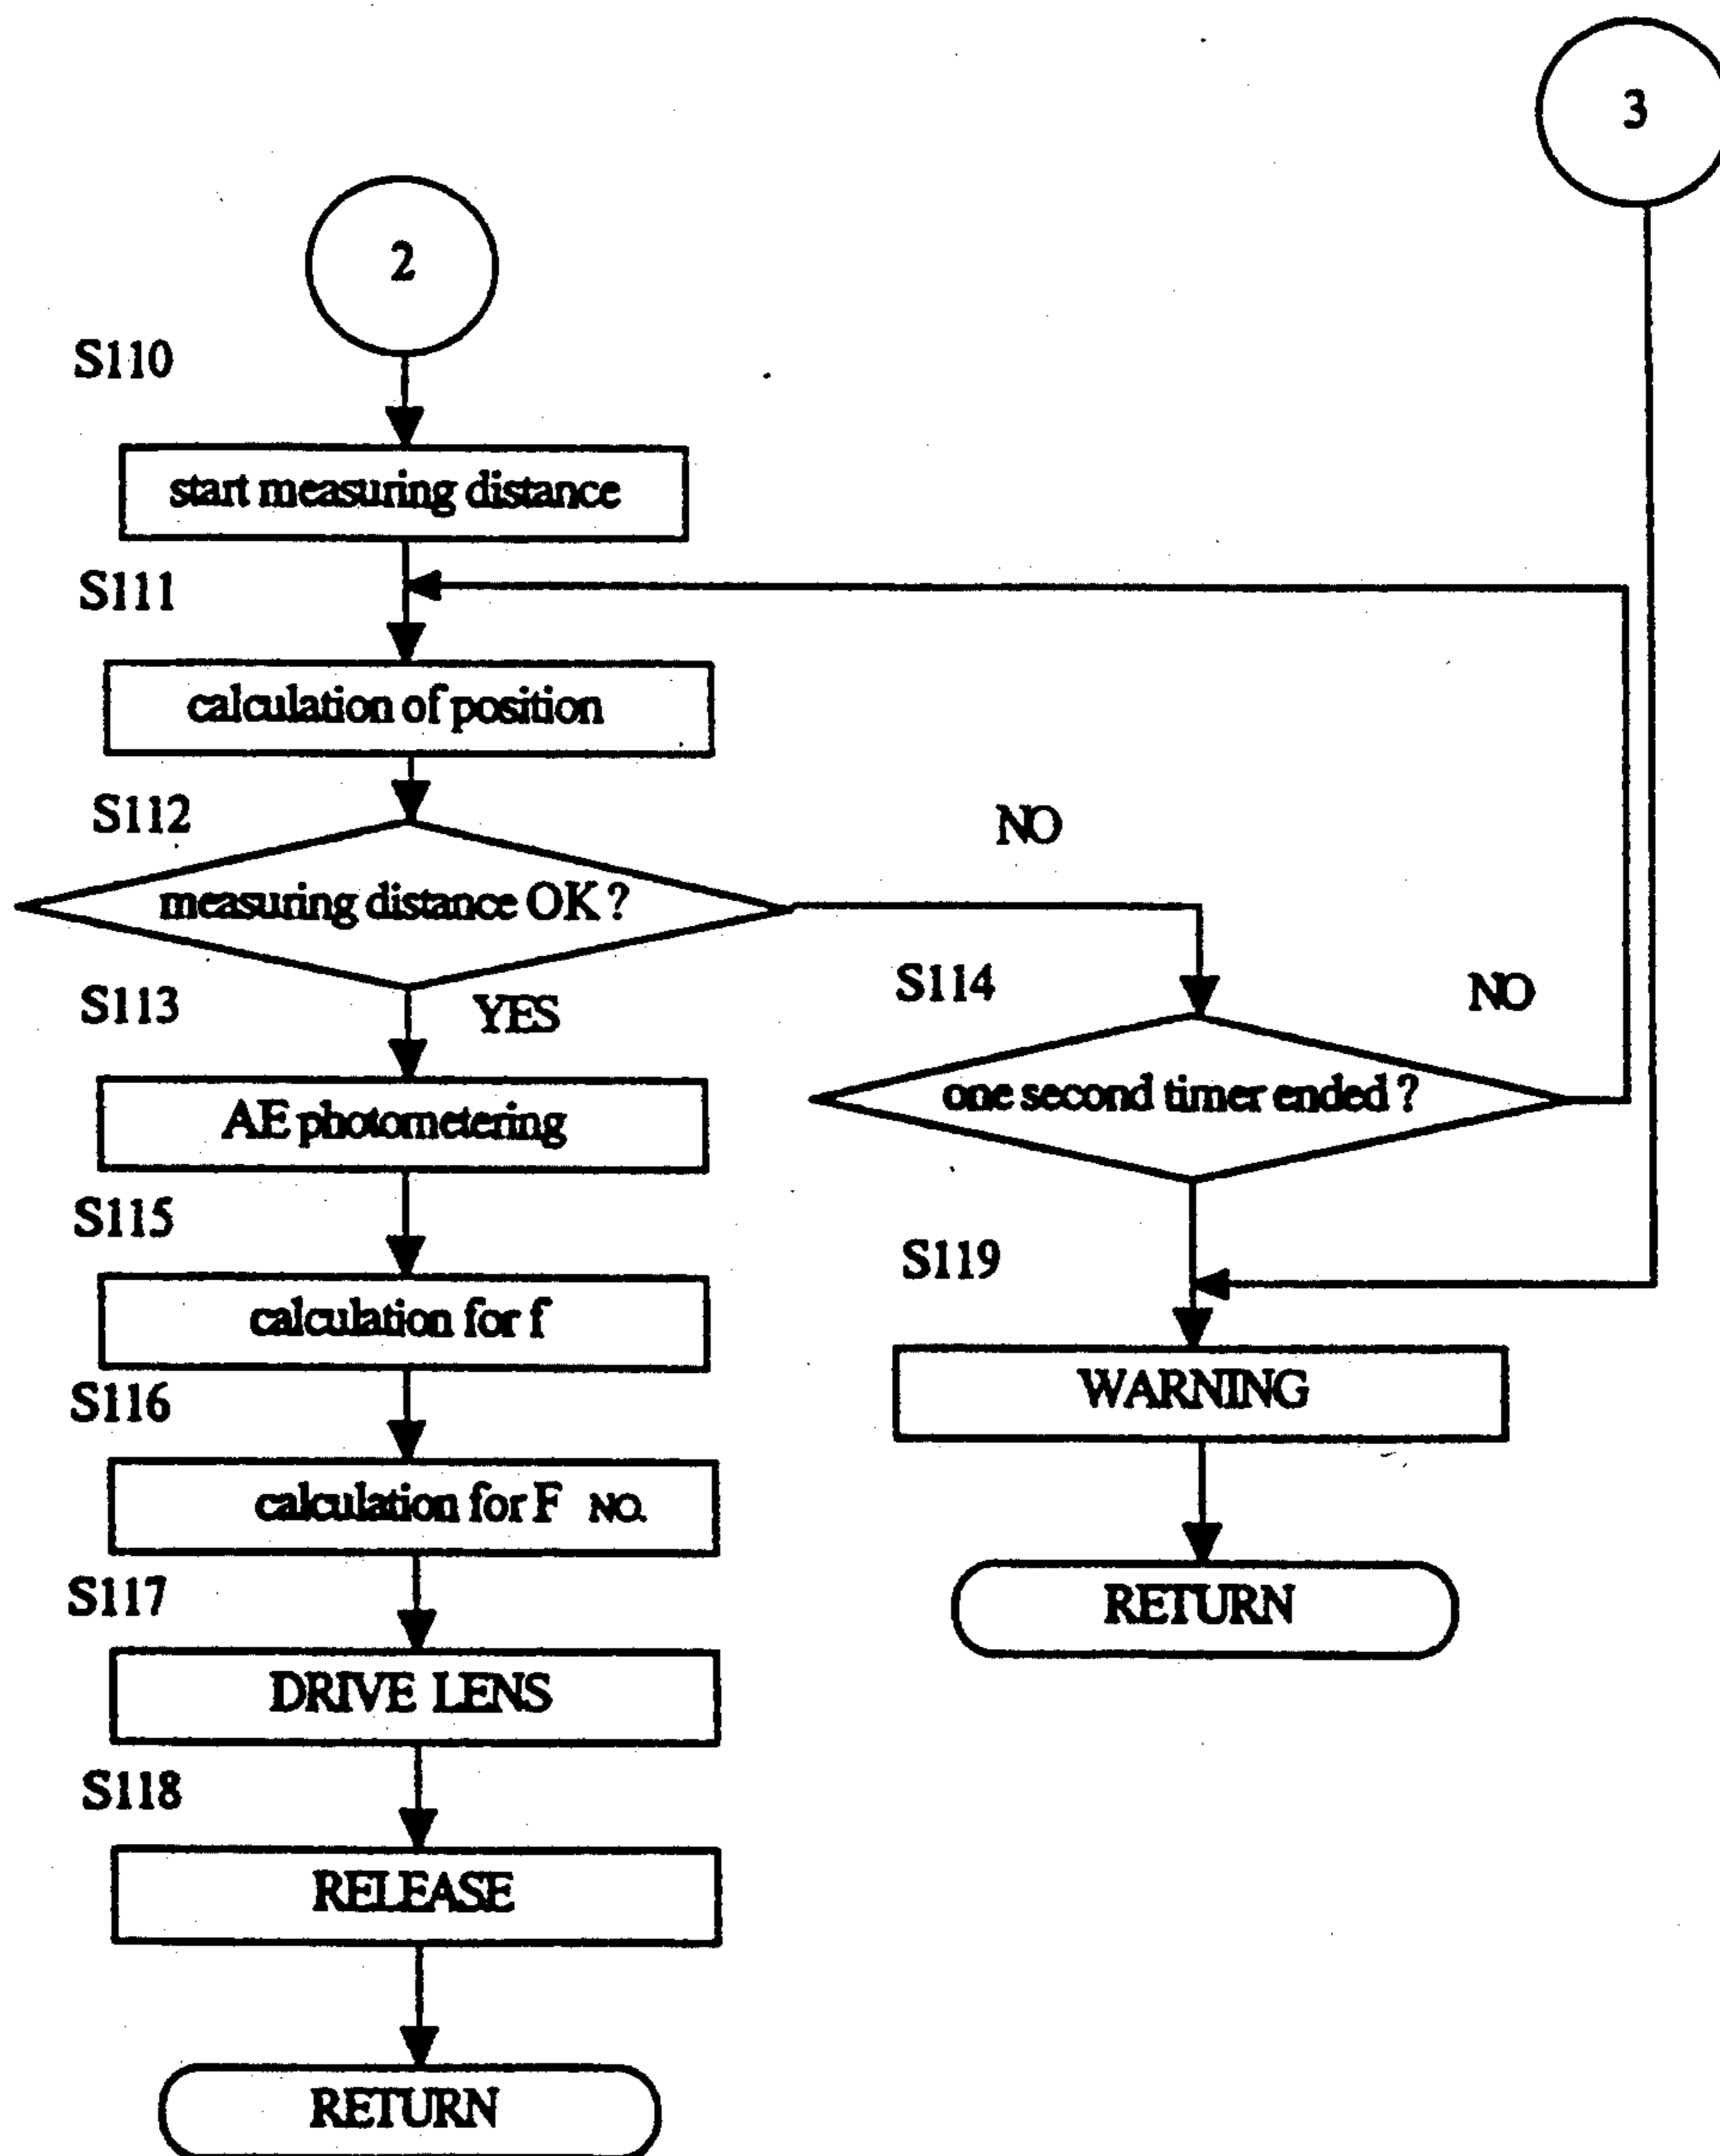 3
2
S110
start measuring distance
S111
calculation of position
S112
measuring distance OK ?
NO
S113
YES
S114
NO
one second timer ended ?
AE photometering
S115
calculation for f
S119
WARNING
S116
calculation for F NO.
S117
RETURN
DRIVE LENS
S118
RELEASE
RETURN